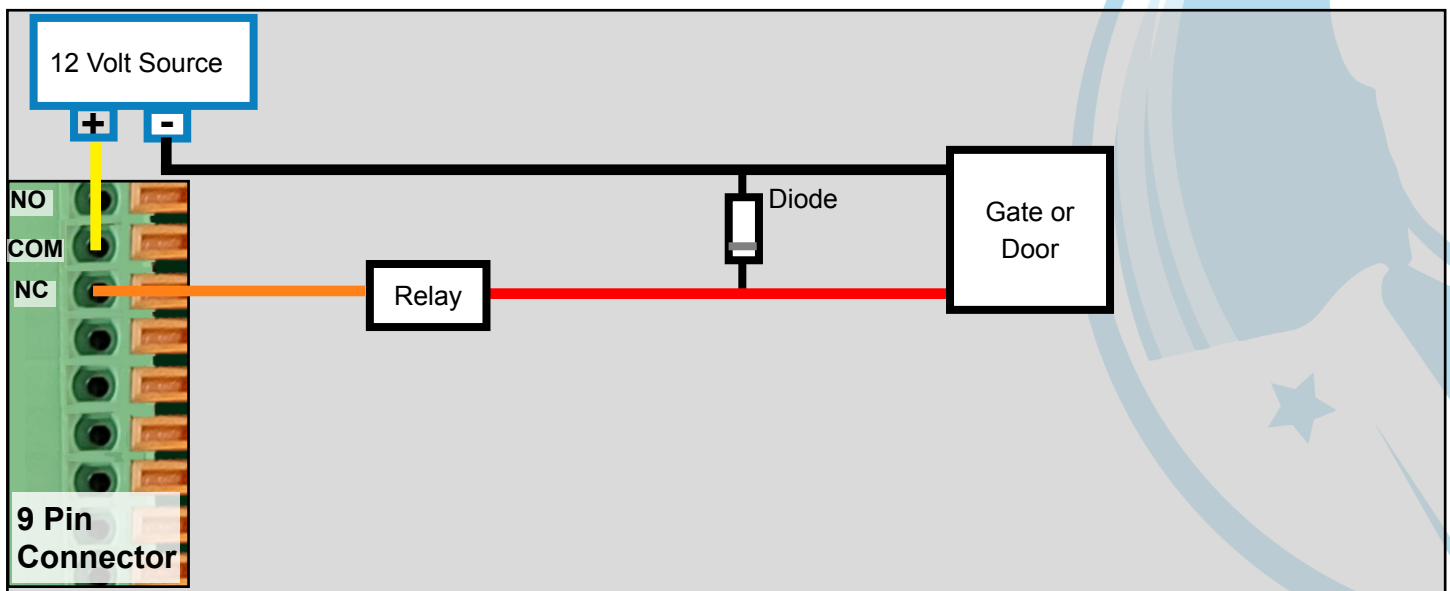 12 Volt Source
+
-
NO
COM
NC
Relay
Diode
Gate or
Door
9 Pin
Connector